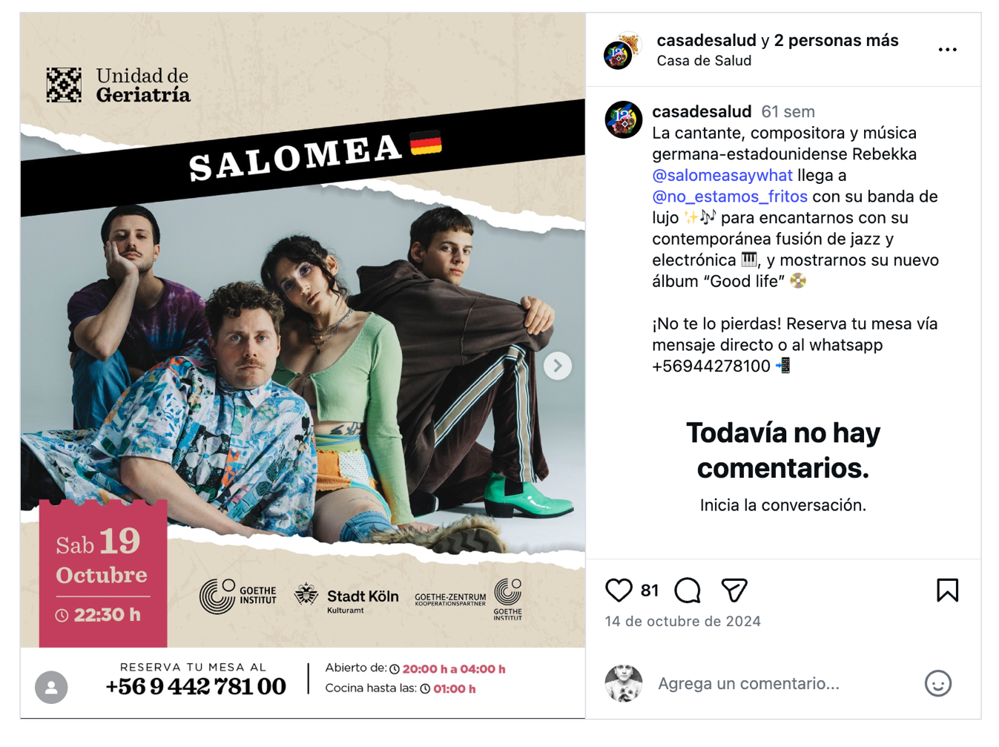 Unidad de
Geriatría
SALOMEA
Sab 19
Octubre
22:30 h
GOETHE
INSTITUT
Stadt Köln
Kulturamt
GOETHE-ZENTRUM
KOOPERATIONSPARTNER
GOETHE
INSTITUT
RESERVA TU MESA AL
+56 9 442 781 00
Abierto de: 20:00 h a 04:00 h
Cocina hasta las: 01:00 h
casadesalud y 2 personas más
Casa de Salud
casadesalud 61 sem
La cantante, compositora y música
germana-estadounidense Rebekka
@salomeasaywhat llega a
@no_estamos_fritos con su banda de
lujo ✨🎶 para encantarnos con su
contemporánea fusión de jazz y
electrónica 🎹, y mostrarnos su nuevo
álbum “Good life” 📀
¡No te lo pierdas! Reserva tu mesa vía
mensaje directo o al whatsapp
+56944278100 📲
Todavía no hay
comentarios.
Inicia la conversación.
81
14 de octubre de 2024
Agrega un comentario...